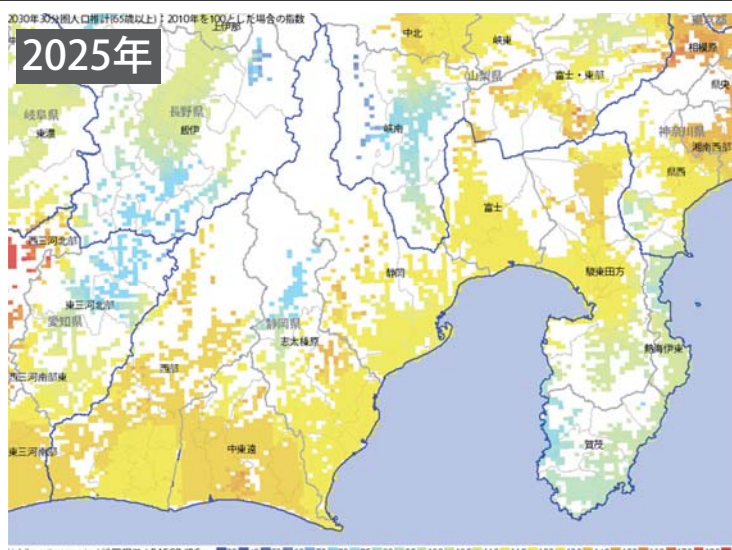 2030年30分圏人口推計(65歳以上)：2010年を100とした場合の指数
2025年
上伊那
中北
峡東
東京都
相模原
山梨県
富士・東部
県央
岐阜県
長野県
東濃
飯伊
峡南
神奈川県
湘南西部
県西
富士
西三河北部
静岡
駿東田方
東三河北部
愛知県
静岡県
志太榛原
熱海伊東
西三河南部東
西部
東三河南部
中東遠
賀茂